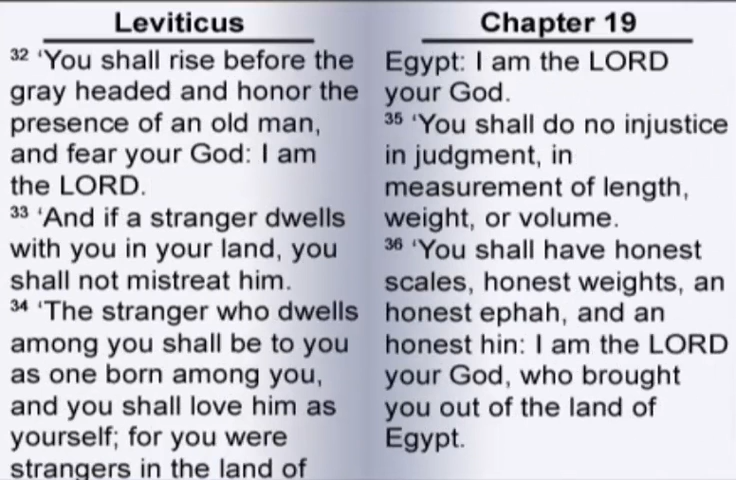 Leviticus
³² ‘You shall rise before the
gray headed and honor the
presence of an old man,
and fear your God: I am
the LORD.
³³ ‘And if a stranger dwells
with you in your land, you
shall not mistreat him.
³⁴ ‘The stranger who dwells
among you shall be to you
as one born among you,
and you shall love him as
yourself; for you were
strangers in the land of
Chapter 19
Egypt: I am the LORD
your God.
³⁵ ‘You shall do no injustice
in judgment, in
measurement of length,
weight, or volume.
³⁶ ‘You shall have honest
scales, honest weights, an
honest ephah, and an
honest hin: I am the LORD
your God, who brought
you out of the land of
Egypt.